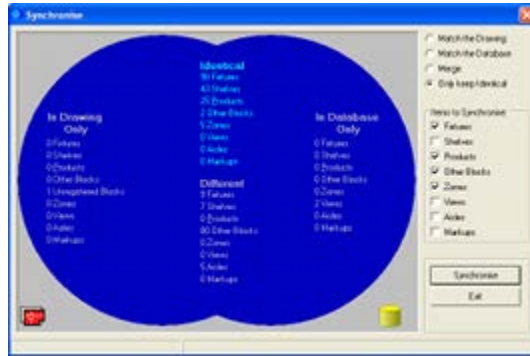 Synchronise
Identical
98 Fixtures
43 Shelves
25 Products
2 Other Blocks
5 Zones
0 Views
0 Aisles
0 Markups
In Drawing
Only
0 Fixtures
0 Shelves
0 Products
0 Other Blocks
1 Unregistered Blocks
0 Zones
0 Views
0 Aisles
0 Markups
Different
9 Fixtures
7 Shelves
0 Products
80 Other Blocks
0 Zones
0 Views
5 Aisles
0 Markups
In Database
Only
0 Fixtures
0 Shelves
0 Products
0 Other Blocks
0 Zones
2 Views
0 Aisles
0 Markups
Match the Drawing
Match the Database
Merge
Only keep Identical
Items to Synchronise
Fixtures
Shelves
Products
Other Blocks
Zones
Views
Aisles
Markups
Synchronise
Exit